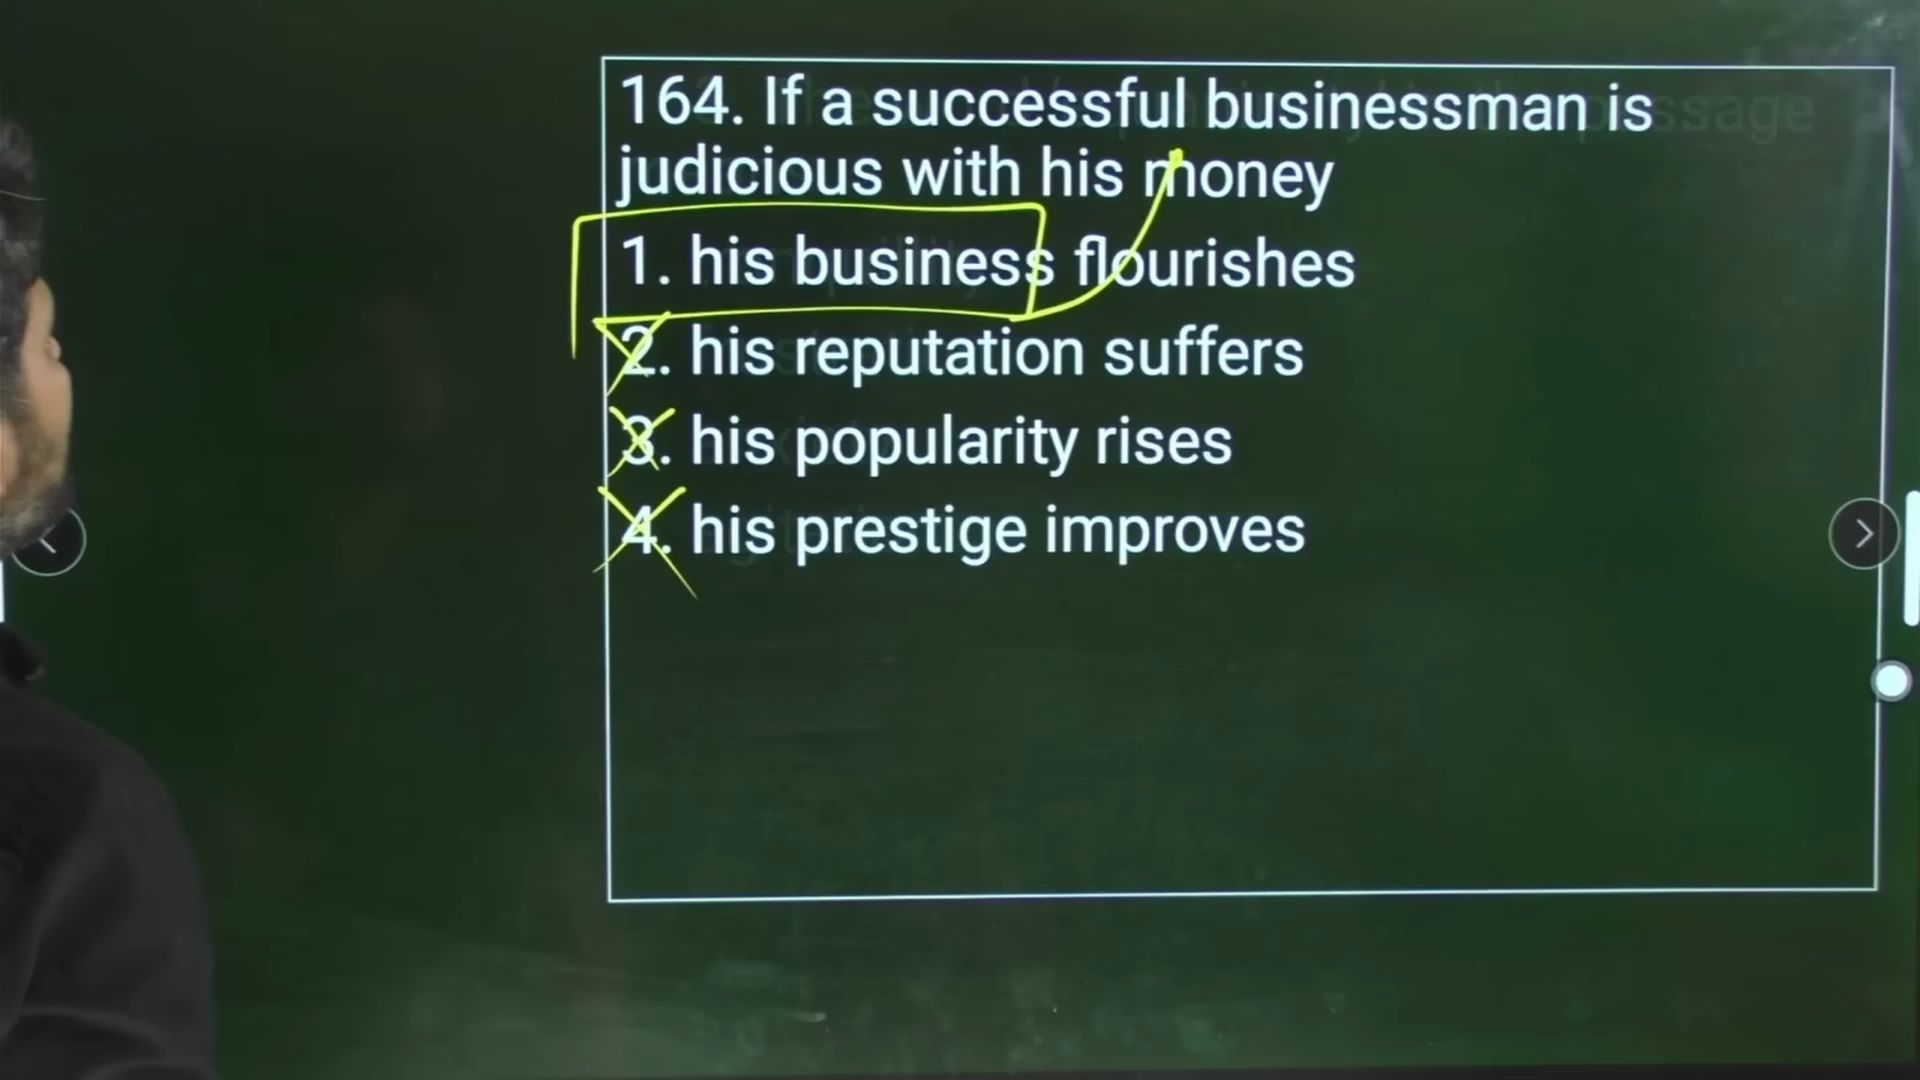 164. If a successful businessman is
judicious with his money
1. his business flourishes
2. his reputation suffers
3. his popularity rises
4. his prestige improves
ssage